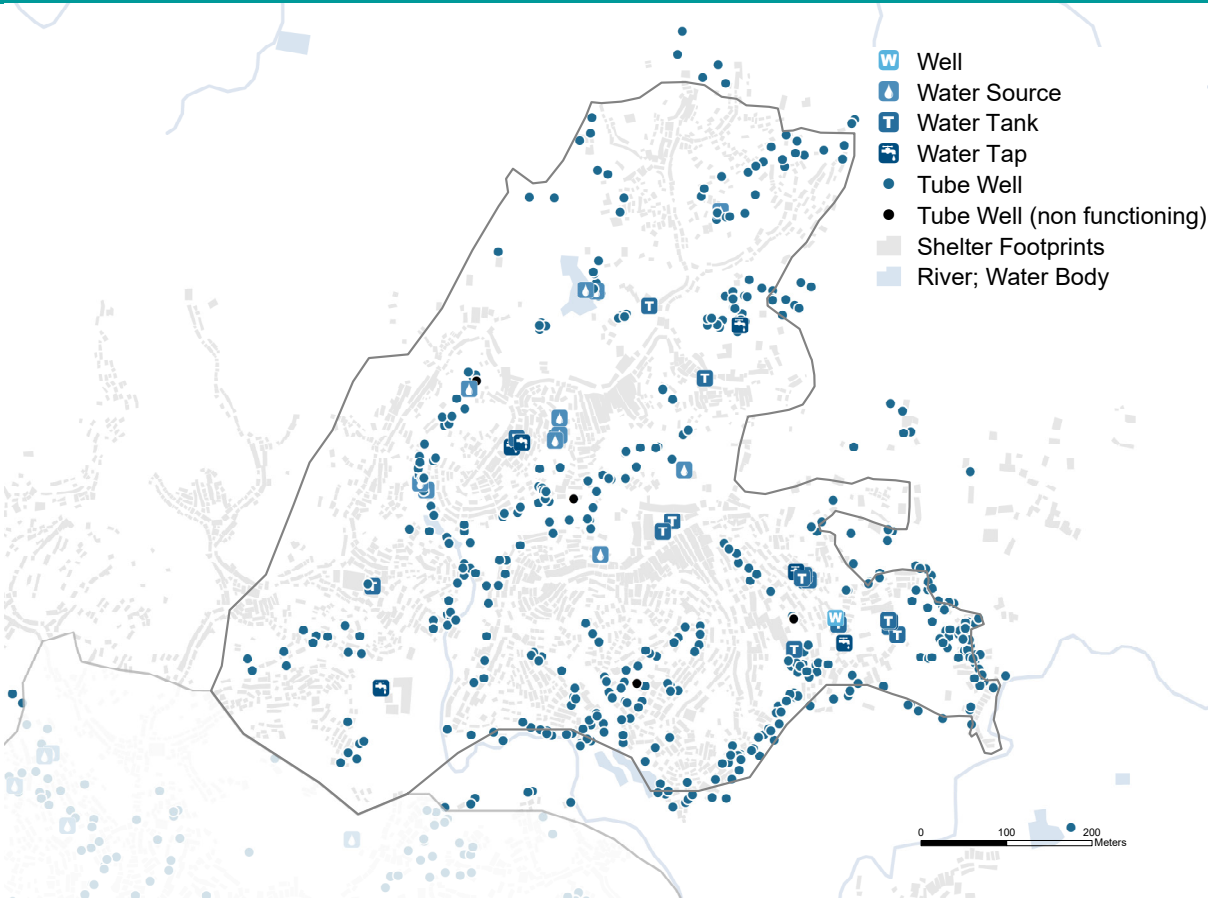 W Well
Water Source
T Water Tank
Water Tap
Tube Well
Tube Well (non functioning)
Shelter Footprints
River; Water Body
T
T
T
T
T
T
W
T
T
T
0 100 200
Meters